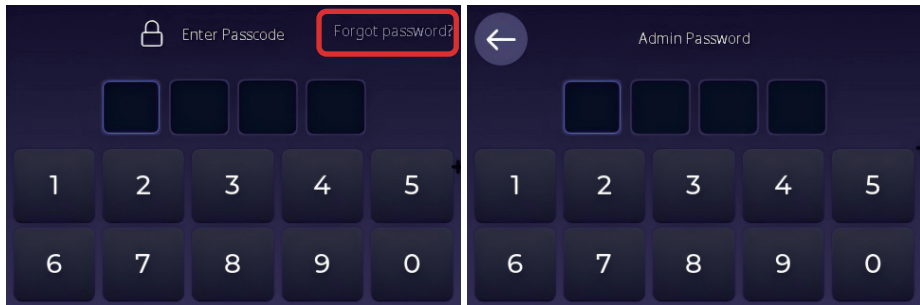 Enter Passcode
Forgot password?
1 2 3 4 5
6 7 8 9 0
Admin Password
1 2 3 4 5
6 7 8 9 0